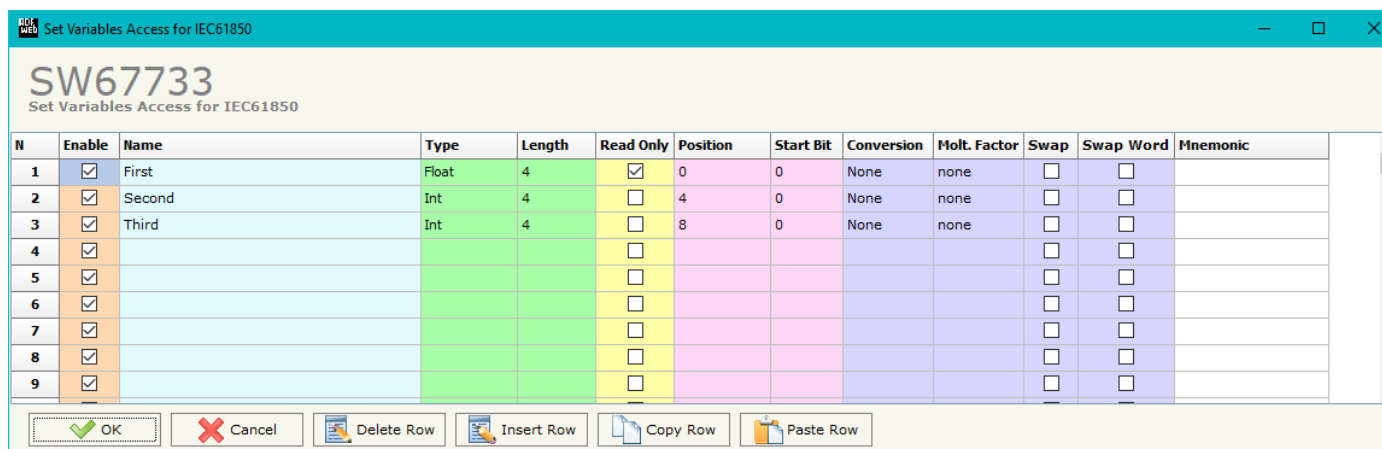 ADF WEB Set Variables Access for IEC61850
SW67733
Set Variables Access for IEC61850
N Enable Name Type Length Read Only Position Start Bit Conversion Molt. Factor Swap Swap Word Mnemonic
1 First Float 4 0 0 None none
2 Second Int 4 4 0 None none
3 Third Int 4 8 0 None none
4
5
6
7
8
9
OK Cancel Delete Row Insert Row Copy Row Paste Row